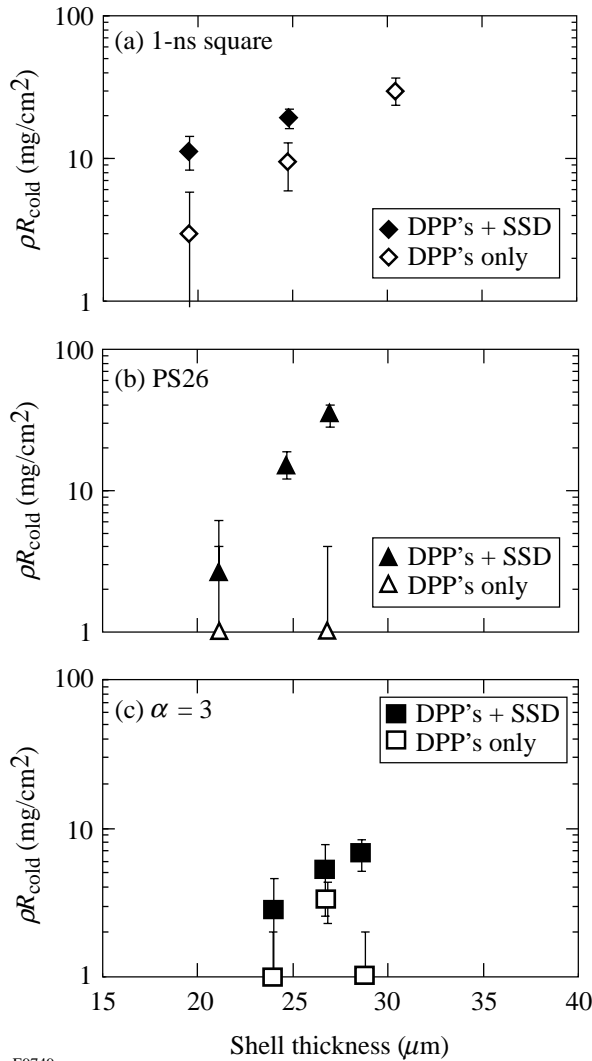 100
(a) 1-ns square
10
1
ρR_cold (mg/cm²)
DPP's + SSD
DPP's only
100
(b) PS26
10
1
ρR_cold (mg/cm²)
DPP's + SSD
DPP's only
100
(c) α = 3
10
1
ρR_cold (mg/cm²)
DPP's + SSD
DPP's only
15 20 25 30 35 40
Shell thickness (μm)